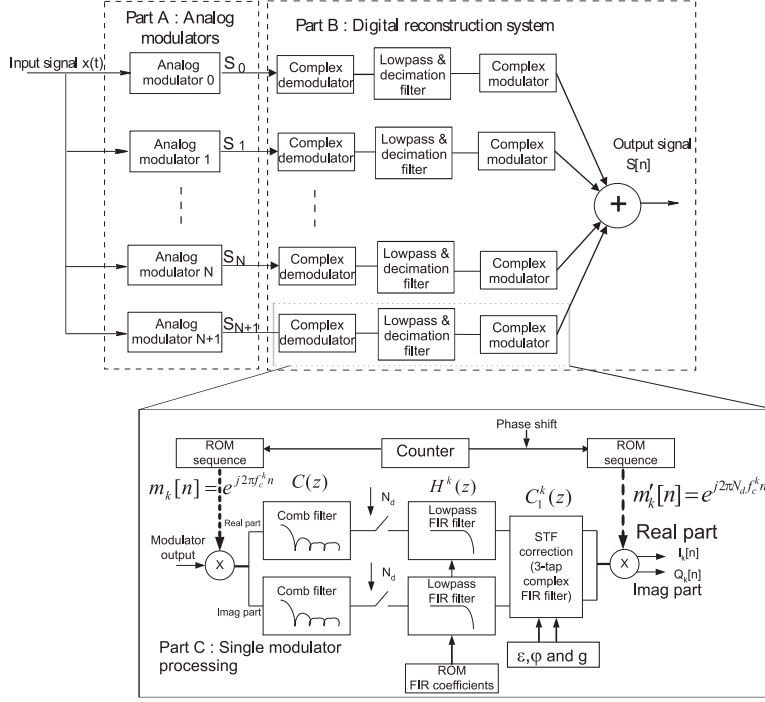 Part A : Analog
modulators
Part B : Digital reconstruction system
Input signal x(t)
Analog
modulator 0
S0
Complex
demodulator
Lowpass &
decimation
filter
Complex
modulator
Analog
modulator 1
S1
Complex
demodulator
Lowpass &
decimation
filter
Complex
modulator
Output signal
S[n]
+
Analog
modulator N
SN
Complex
demodulator
Lowpass &
decimation
filter
Complex
modulator
Analog
modulator N+1
SN+1
Complex
demodulator
Lowpass &
decimation
filter
Complex
modulator
Phase shift
ROM
sequence
Counter
ROM
sequence
m_k[n] = e^{j2πf_c^k n}
C(z)
H^k(z)
C_1^k(z)
m'_k[n] = e^{j2πN_d f_c^k n}
Real part
Comb filter
Nd
Lowpass
FIR filter
STF
correction
(3-tap
complex
FIR filter)
Real part
Modulator
output
X
X
Ik[n]
Qk[n]
Imag part
Imag part
Comb filter
Nd
Lowpass
FIR filter
Part C : Single modulator
processing
ROM
FIR coefficients
ε,φ and g